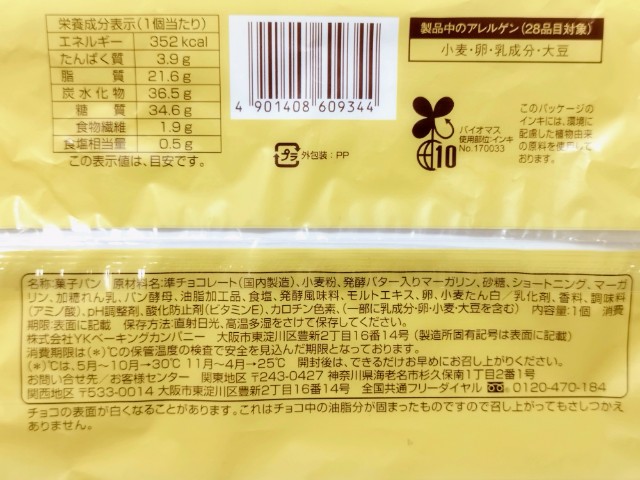 栄養成分表示(1個当たり)
エネルギー 352 kcal
たんぱく質 3.9 g
脂質 21.6 g
炭水化物 36.5 g
糖質 34.6 g
食物繊維 1.9 g
食塩相当量 0.5 g
この表示値は、目安です。
4 901408 609344
プラ 外包装:PP
製品中のアレルゲン(28品目対象)
小麦・卵・乳成分・大豆
10
バイオマス
使用部位:インキ
No.170033
このパッケージの
インキには、環境に
配慮した植物由来
の原料を使用して
おります。
名称:菓子パン 原材料名:準チョコレート(国内製造)、小麦粉、発酵バター入りマーガリン、砂糖、ショートニング、マーガ
リン、加糖れん乳、パン酵母、油脂加工品、食塩、発酵風味料、モルトエキス、卵、小麦たん白/乳化剤、香料、調味料
(アミノ酸)、pH調整剤、酸化防止剤(ビタミンE)、カロチン色素、(一部に乳成分・卵・小麦・大豆を含む) 内容量:1個 消費
期限:表面に記載 保存方法:直射日光、高温多湿をさけて保存してください。
株式会社YKベーキングカンパニー 大阪市東淀川区豊新2丁目16番14号 (製造所固有記号は表面に記載)
消費期限は(*)℃の保管温度の検査で安全を見込んだ期限となっております。
(*)℃は、5月~10月→30℃ 11月~4月→25℃ 開封後は、できるだけお早めにお召し上がりください。
お問い合せ先/お客様センター 関東地区 〒243-0427 神奈川県海老名市杉久保南1丁目1番2号
関西地区 〒533-0014 大阪市東淀川区豊新2丁目16番14号 全国共通フリーダイヤル 0120-470-184
チョコの表面が白くなることがあります。これはチョコ中の油脂分が固まったものですので召し上がってもさしつかえ
ありません。